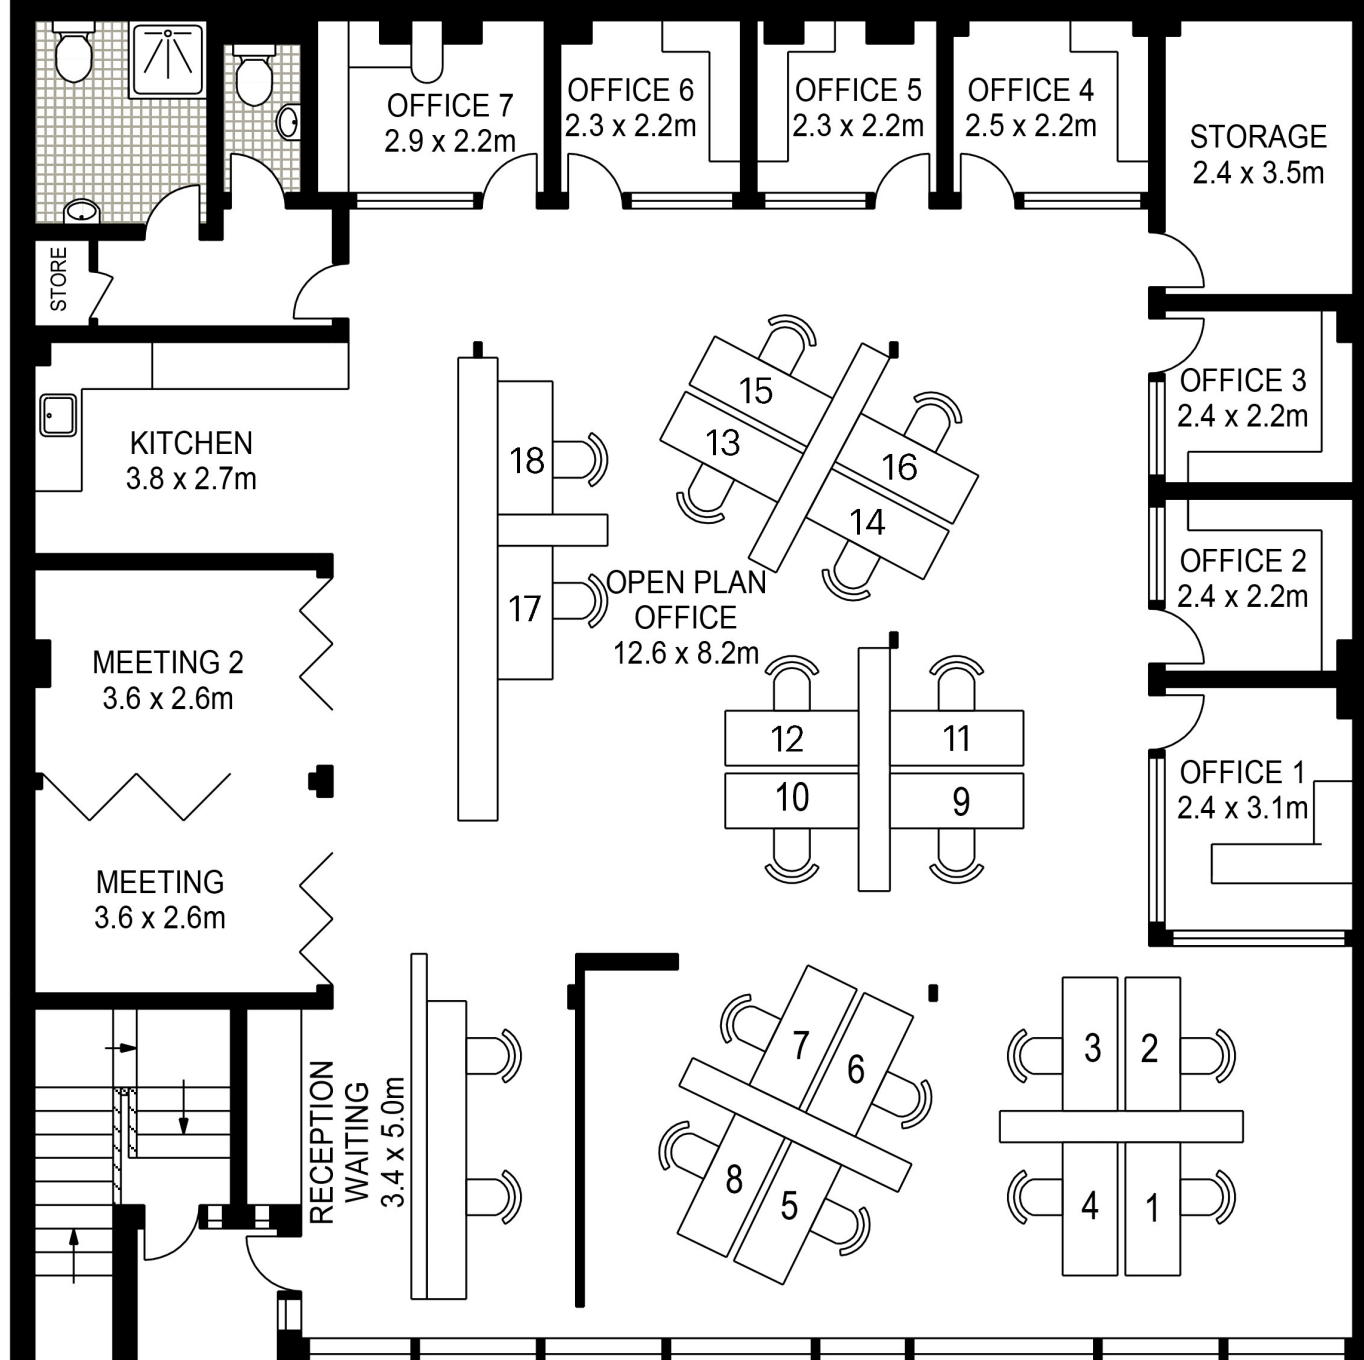 OFFICE 7
2.9 x 2.2m
OFFICE 6
2.3 x 2.2m
OFFICE 5
2.3 x 2.2m
OFFICE 4
2.5 x 2.2m
STORAGE
2.4 x 3.5m
STORE
KITCHEN
3.8 x 2.7m
15
13
16
14
18
17
OFFICE 3
2.4 x 2.2m
OFFICE 2
2.4 x 2.2m
OPEN PLAN
OFFICE
12.6 x 8.2m
MEETING 2
3.6 x 2.6m
12
11
10
9
OFFICE 1
2.4 x 3.1m
MEETING
3.6 x 2.6m
RECEPTION
WAITING
3.4 x 5.0m
7
6
8
5
3
2
4
1